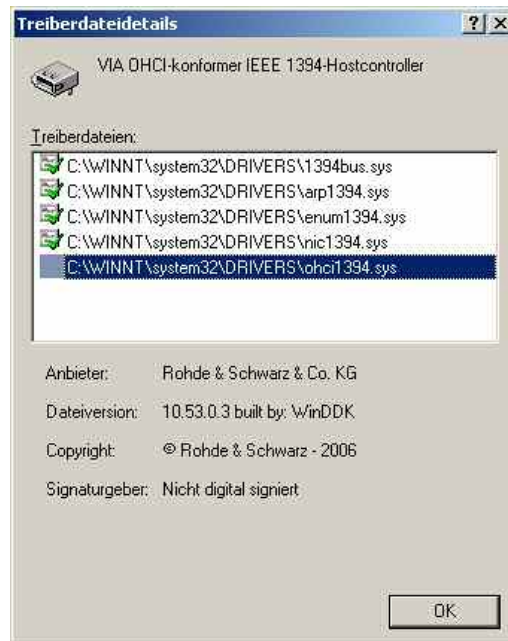 Treiberdateidetails
VIA OHCI-konformer IEEE 1394-Hostcontroller
Treiberdateien:
C:\WINNT\system32\DRIVERS\1394bus.sys
C:\WINNT\system32\DRIVERS\arp1394.sys
C:\WINNT\system32\DRIVERS\enum1394.sys
C:\WINNT\system32\DRIVERS\nic1394.sys
C:\WINNT\system32\DRIVERS\ohci1394.sys
Anbieter: Rohde & Schwarz & Co. KG
Dateiversion: 10.53.0.3 built by: WinDDK
Copyright: © Rohde & Schwarz - 2006
Signaturgeber: Nicht digital signiert
OK